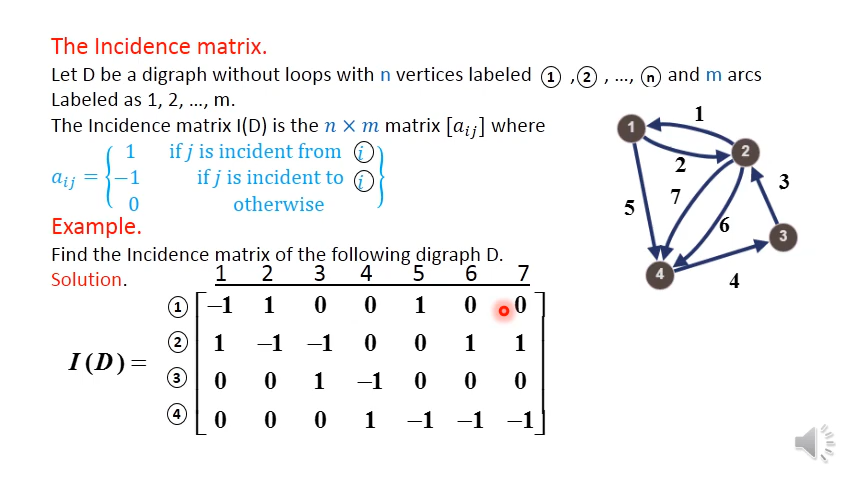 The Incidence matrix.
Let D be a digraph without loops with n vertices labeled ① ,② , ..., ⓝ and m arcs
Labeled as 1, 2, ..., m.
The Incidence matrix I(D) is the n × m matrix [aᵢⱼ] where
1 if j is incident from ⓘ
aᵢⱼ = { −1 if j is incident to ⓘ }
0 otherwise
Example.
Find the Incidence matrix of the following digraph D.
Solution.
1 2 3 4 5 6 7
① −1 1 0 0 1 0 0
② 1 −1 −1 0 0 1 1
I(D) =
③ 0 0 1 −1 0 0 0
④ 0 0 0 1 −1 −1 −1
1
1
2
2
3
7
5
6
3
4
4